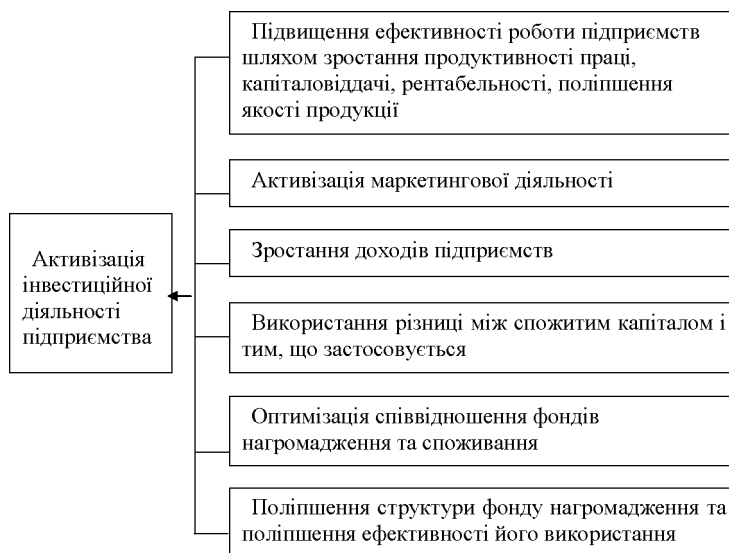 Підвищення ефективності роботи підприємств
шляхом зростання продуктивності праці,
капіталовіддачі, рентабельності, поліпшення
якості продукції
Активізація маркетингової діяльності
Зростання доходів підприємств
Активізація
інвестиційної
діяльності
підприємства
Використання різниці між спожитим капіталом і
тим, що застосовується
Оптимізація співвідношення фондів
нагромадження та споживання
Поліпшення структури фонду нагромадження та
поліпшення ефективності його використання